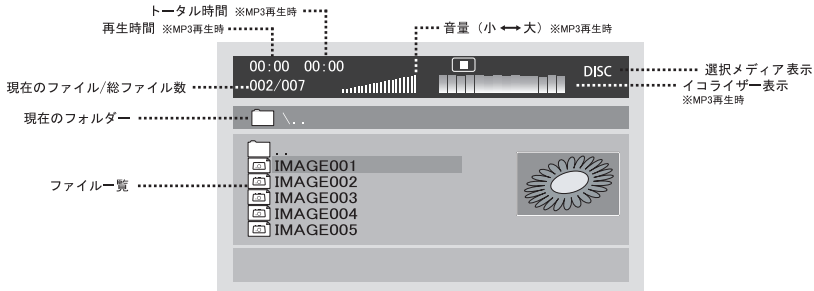 トータル時間 ※MP3再生時
再生時間 ※MP3再生時
音量（小 ⟷ 大）※MP3再生時
00:00 00:00
DISC
選択メディア表示
現在のファイル/総ファイル数
002/007
イコライザー表示
※MP3再生時
現在のフォルダー
\..
..
IMAGE001
IMAGE002
ファイル一覧
IMAGE003
IMAGE004
IMAGE005